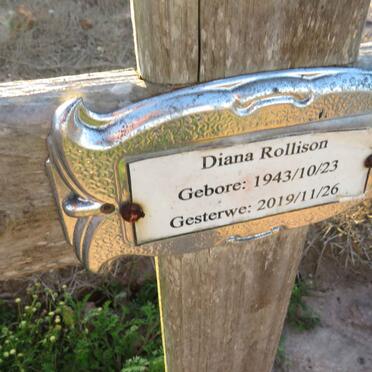 Diana Rollison
Gebore: 1943/10/23
Gesterwe: 2019/11/26